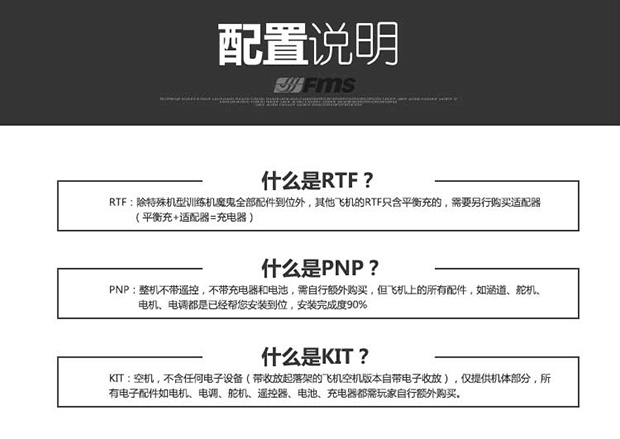 配置说明
FMS
什么是RTF？
RTF：除特殊机型训练机魔鬼全部配件到位外，其他飞机的RTF只含平衡充的，需要另行购买适配器
（平衡充+适配器=充电器）
什么是PNP？
PNP：整机不带遥控，不带充电器和电池，需自行额外购买，但飞机上的所有配件，如涵道、舵机、
电机、电调都是已经帮您安装到位，安装完成度90%
什么是KIT？
KIT：空机，不含任何电子设备（带收放起落架的飞机空机版本自带电子收放），仅提供机体部分，所
有电子配件如电机、电调、舵机、遥控器、电池、充电器都需玩家自行额外购买。